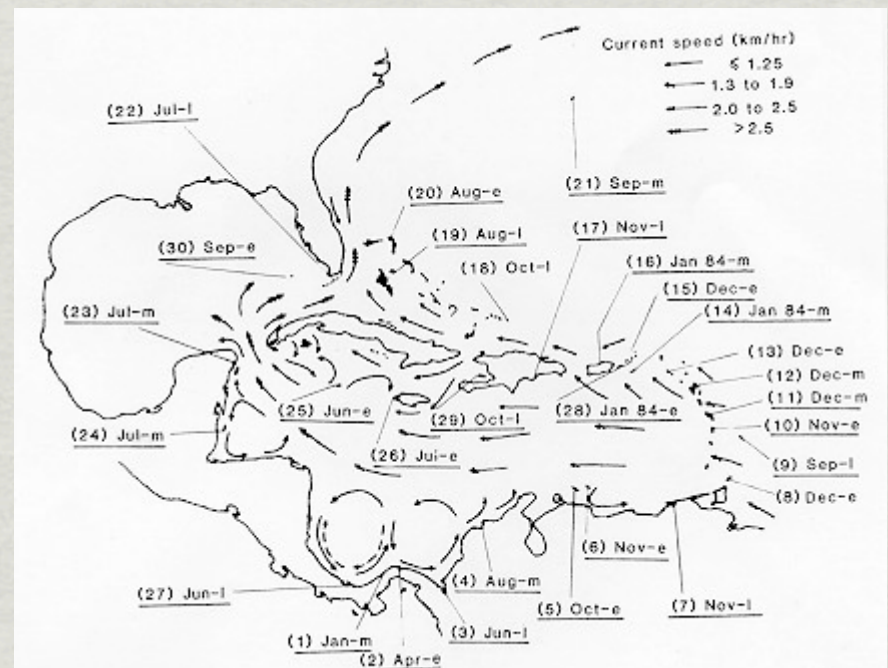 Current speed (km/hr)
⩽ 1.25
1.3 to 1.9
2.0 to 2.5
>2.5
(22) Jul-l
(20) Aug-e
(21) Sep-m
(30) Sep-e
(19) Aug-l
(17) Nov-l
(18) Oct-l
(16) Jan 84-m
(15) Dec-e
(23) Jul-m
(14) Jan 84-m
?
(13) Dec-e
(12) Dec-m
(11) Dec-m
(25) Jun-e
(29) Oct-l
(28) Jan 84-e
(10) Nov-e
(24) Jul-m
(26) Jul-e
(9) Sep-l
(8) Dec-e
(6) Nov-e
(4) Aug-m
(27) Jun-l
(5) Oct-e
(7) Nov-l
(1) Jan-m
(3) Jun-l
(2) Apr-e